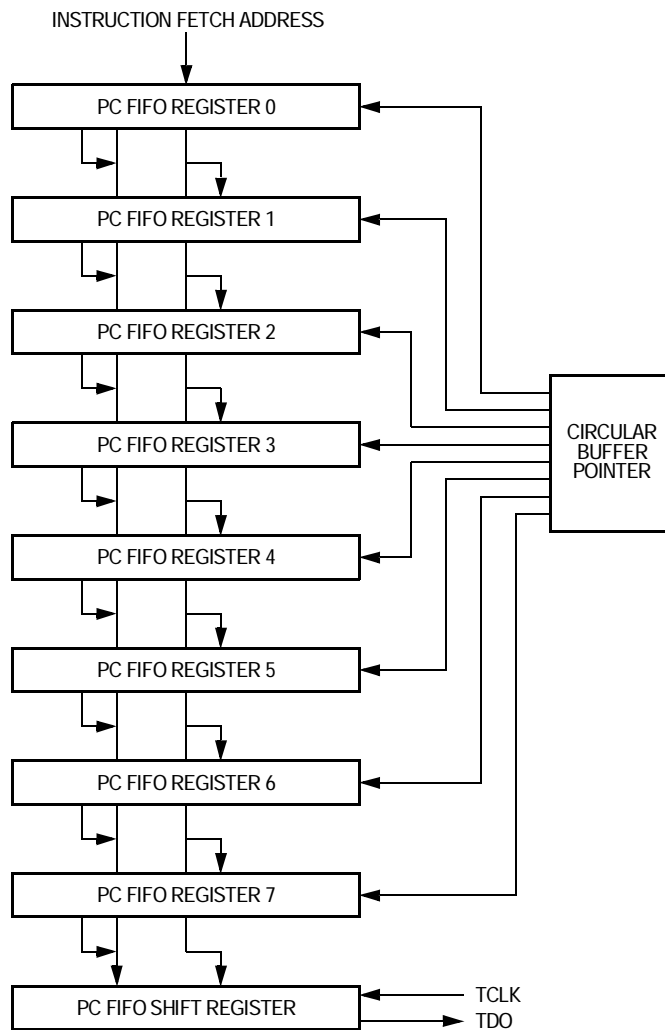 INSTRUCTION FETCH ADDRESS
PC FIFO REGISTER 0
PC FIFO REGISTER 1
PC FIFO REGISTER 2
PC FIFO REGISTER 3
CIRCULAR
BUFFER
POINTER
PC FIFO REGISTER 4
PC FIFO REGISTER 5
PC FIFO REGISTER 6
PC FIFO REGISTER 7
PC FIFO SHIFT REGISTER
TCLK
TDO